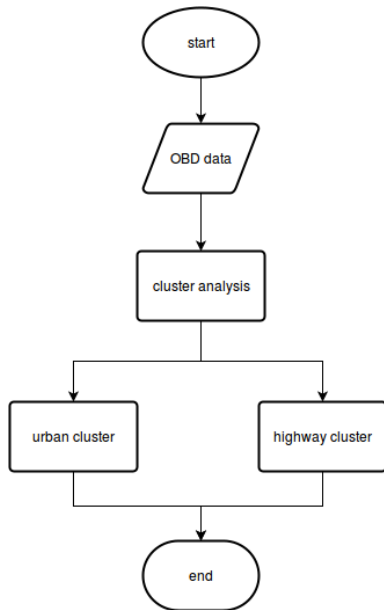 start
OBD data
cluster analysis
urban cluster
highway cluster
end